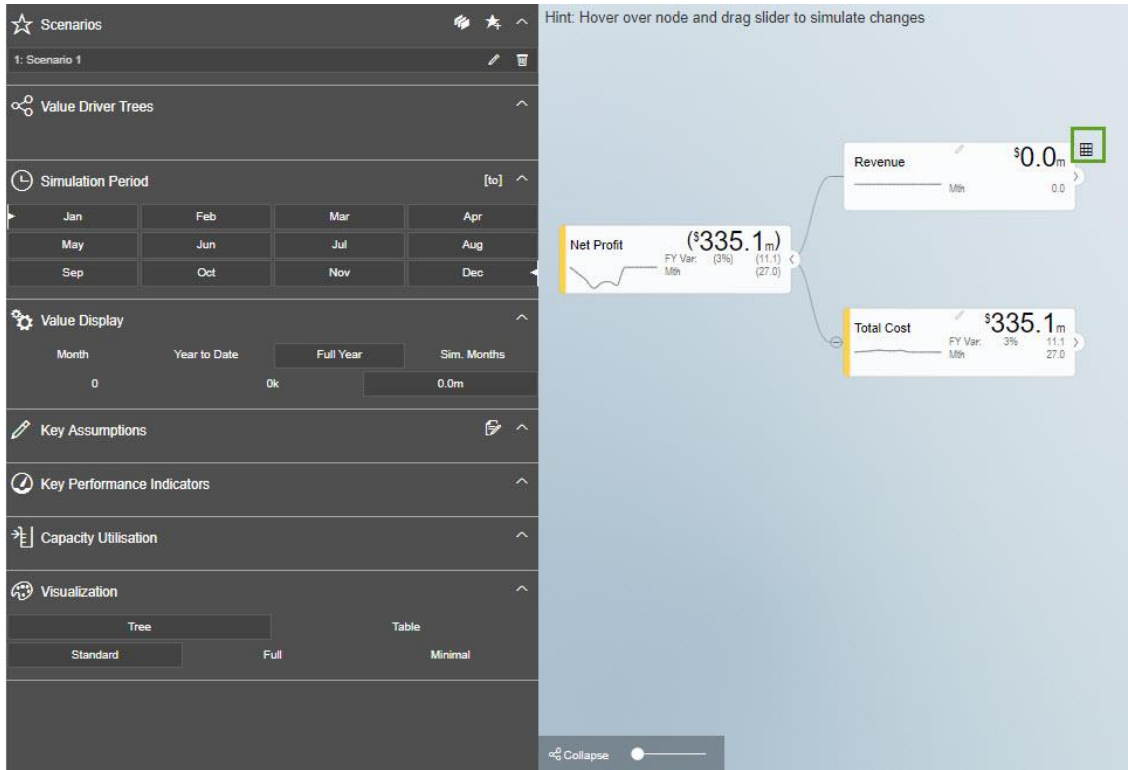 Scenarios
1: Scenario 1
Value Driver Trees
Simulation Period [to]
Jan Feb Mar Apr
May Jun Jul Aug
Sep Oct Nov Dec
Value Display
Month Year to Date Full Year Sim. Months
0 0k 0.0m
Key Assumptions
Key Performance Indicators
Capacity Utilisation
Visualization
Tree Table
Standard Full Minimal
Hint: Hover over node and drag slider to simulate changes
Revenue $0.0m
Mth 0.0
Net Profit ($335.1m)
FY Var: (3%) (11.1)
Mth (27.0)
Total Cost $335.1m
FY Var: 3% 11.1
Mth 27.0
Collapse